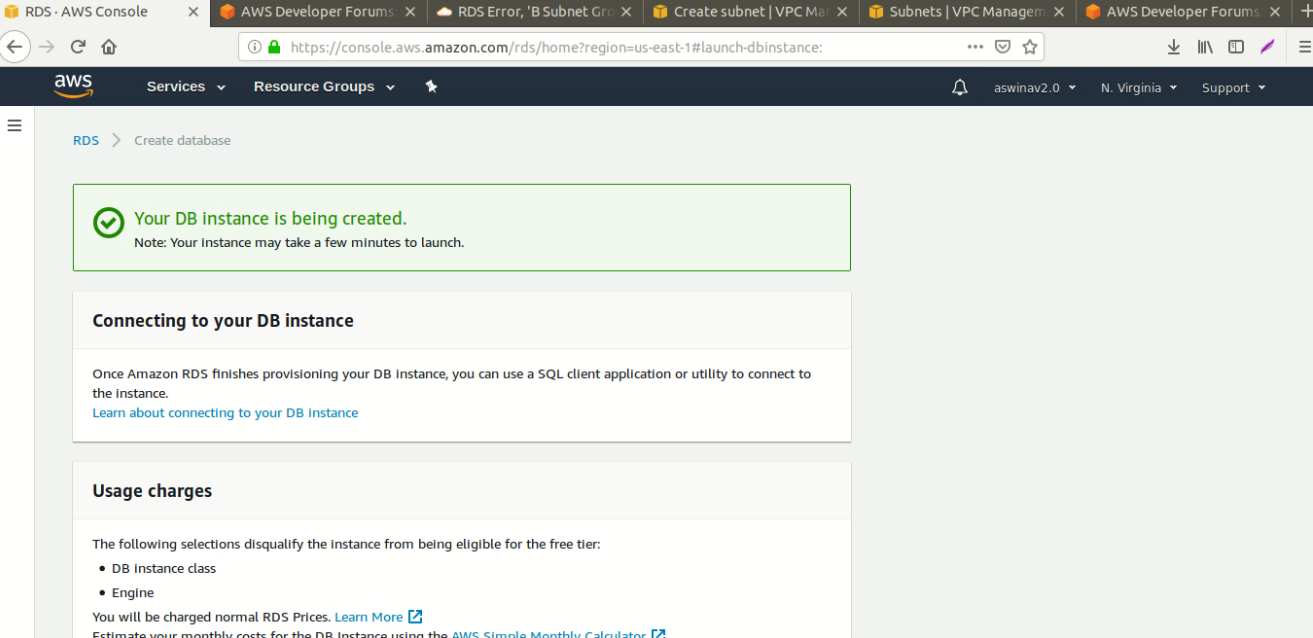 RDS · AWS Console
AWS Developer Forums:
RDS Error, 'B Subnet Gro
Create subnet | VPC Mar
Subnets | VPC Managem
AWS Developer Forums:
https://console.aws.amazon.com/rds/home?region=us-east-1#launch-dbinstance:
aws
Services
Resource Groups
aswinav2.0
N. Virginia
Support
RDS
Create database
Your DB instance is being created.
Note: Your instance may take a few minutes to launch.
Connecting to your DB instance
Once Amazon RDS finishes provisioning your DB instance, you can use a SQL client application or utility to connect to
the instance.
Learn about connecting to your DB instance
Usage charges
The following selections disqualify the instance from being eligible for the free tier:
• DB instance class
• Engine
You will be charged normal RDS Prices. Learn More
Estimate your monthly costs for the DB Instance using the AWS Simple Monthly Calculator